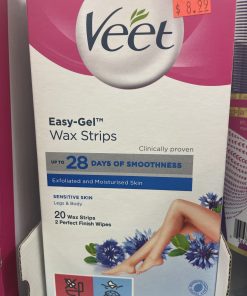 $ 8.99
Veet
Easy-Gel™
Wax Strips
Clinically proven
UP TO 28 DAYS OF SMOOTHNESS
Exfoliated and Moisturised Skin
SENSITIVE SKIN
Legs & Body
20 Wax Strips
2 Perfect Finish Wipes